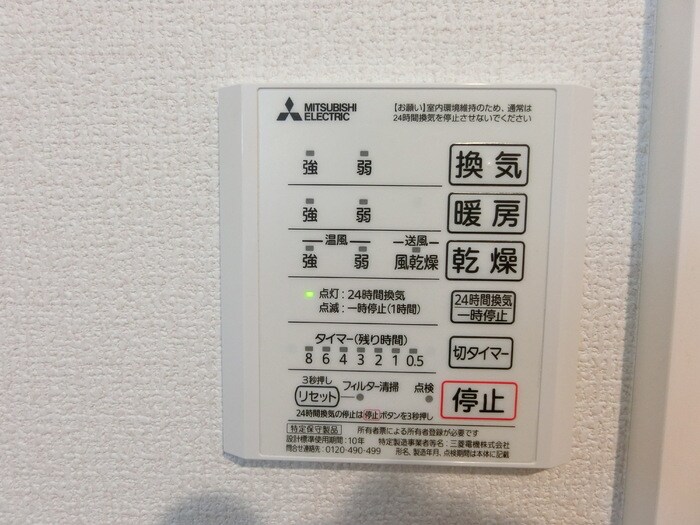 MITSUBISHI
ELECTRIC
【お願い】室内環境維持のため、通常は
24時間換気を停止させないでください
強 弱 換気
強 弱 暖房
温風 送風
強 弱 風乾燥 乾燥
点灯：24時間換気
点滅：一時停止(1時間)
24時間換気
一時停止
タイマー(残り時間)
8 6 4 3 2 1 0.5
切タイマー
3秒押し
リセット フィルター清掃 点検
停止
24時間換気の停止は停止ボタンを3秒押し
特定保守製品 所有者票による所有者登録が必要です
設計標準使用期間：10年 特定製造事業者等名：三菱電機株式会社
問合せ連絡先：0120-490-499 形名、製造年月、点検期間は本体に記載